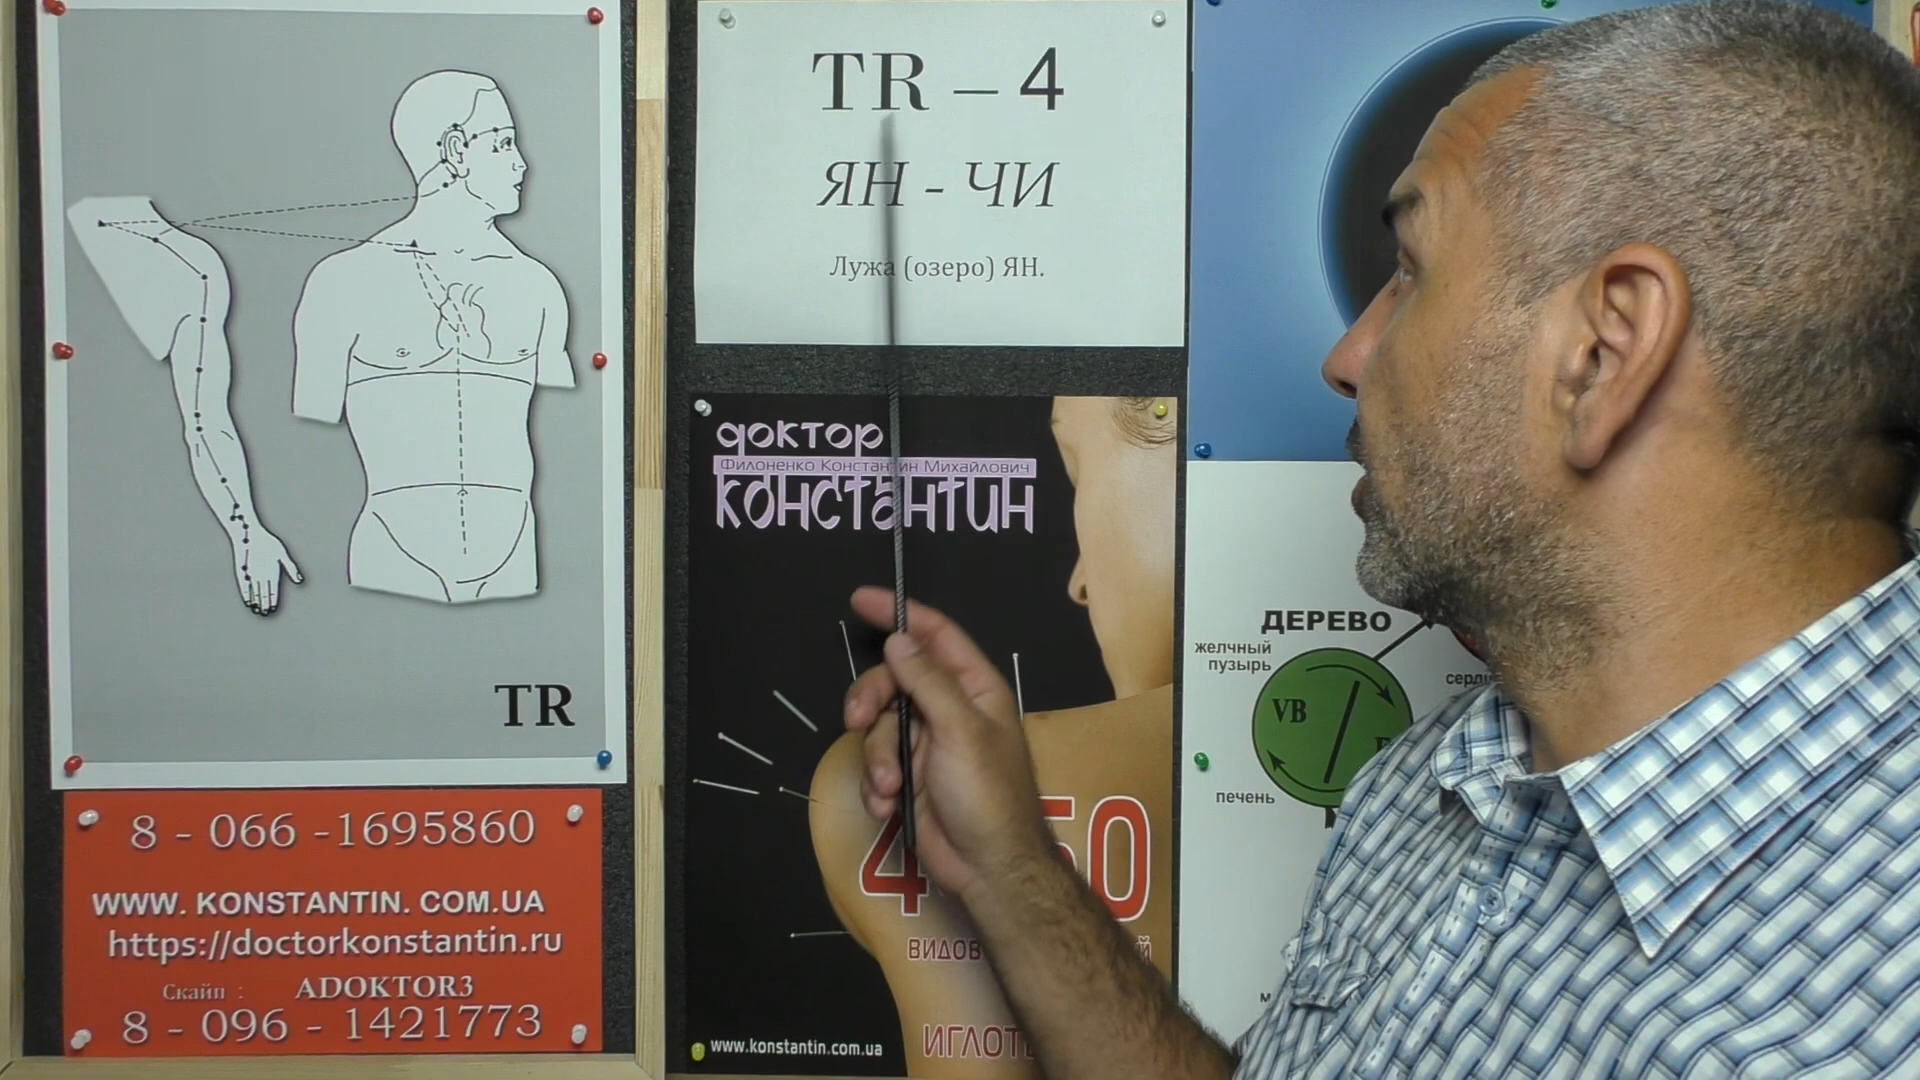 TR
8 - 066 -1695860
WWW. KONSTANTIN. COM.UA
https://doctorkonstantin.ru
Скайп : ADOKTOR3
8 - 096 - 1421773
TR – 4
ЯН - ЧИ
Лужа (озеро) ЯН.
доктор
Филоненко Константин Михайлович
константин
www.konstantin.com.ua
ДЕРЕВО
желчный
пузырь
VB
печень